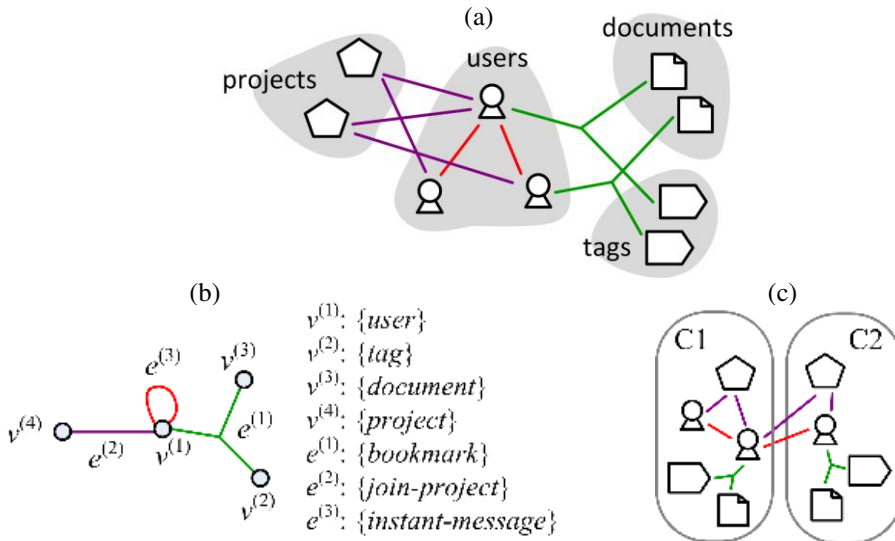 (a)
documents
users
projects
tags
(b)
(c)
v^(1): {user}
v^(2): {tag}
v^(3): {document}
v^(4): {project}
e^(1): {bookmark}
e^(2): {join-project}
e^(3): {instant-message}
e^(3)
v^(3)
v^(4)
e^(1)
e^(2)
v^(1)
v^(2)
C1
C2